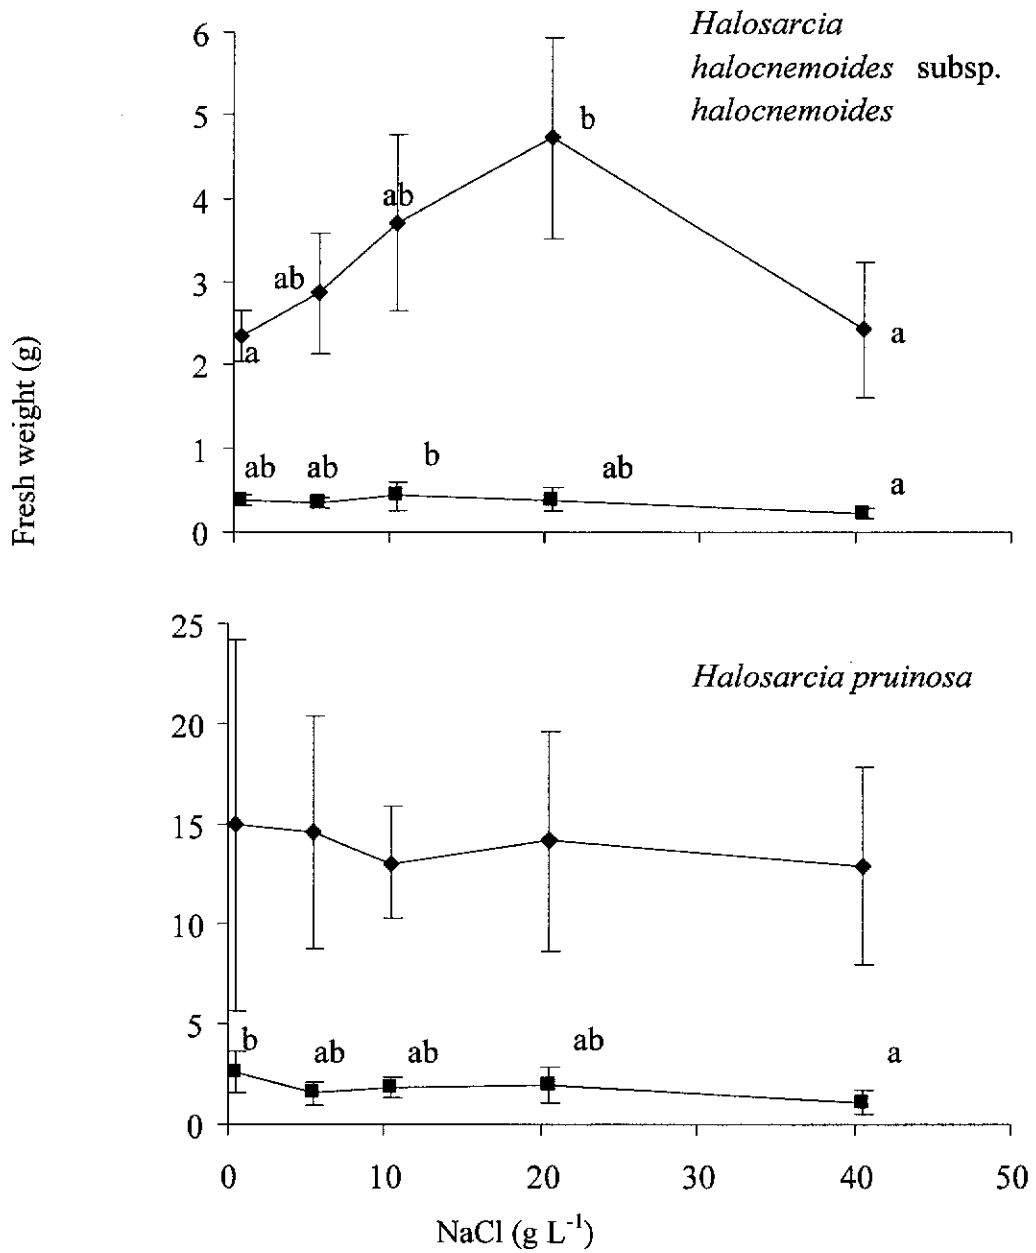 Halosarcia
halocnemoides subsp.
halocnemoides
6
5
4
3
2
1
0
b
ab
ab
a
a
ab
ab
b
ab
a
Fresh weight (g)
Halosarcia pruinosa
25
20
15
10
5
0
b
ab
ab
ab
a
0 10 20 30 40 50
NaCl (g L⁻¹)